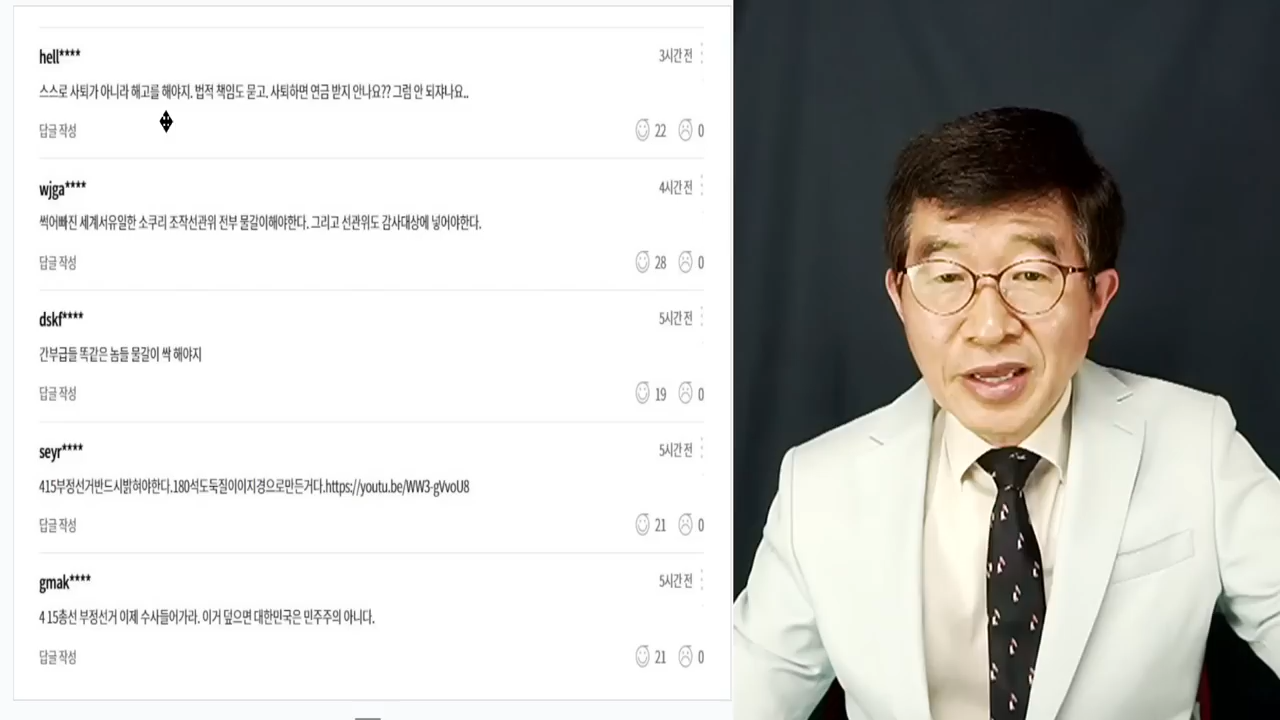 hell****
3시간 전
스스로 사퇴가 아니라 해고를 해야지. 법적 책임도 묻고. 사퇴하면 연금 받지 안나요?? 그럼 안 되쟈나요..
답글 작성
22 0
wjga****
4시간 전
썩어빠진 세계서유일한 소쿠리 조작선관위 전부 물갈이해야한다. 그리고 선관위도 감사대상에 넣어야한다.
답글 작성
28 0
dskf****
5시간 전
간부급들 똑같은 놈들 물갈이 싹 해야지
답글 작성
19 0
seyr****
5시간 전
415부정선거반드시밝혀야한다.180석도둑질이이지경으로만든거다.https://youtu.be/WW3-gVvoU8
답글 작성
21 0
gmak****
5시간 전
4 15총선 부정선거 이제 수사들어가라. 이거 덮으면 대한민국은 민주주의 아니다.
답글 작성
21 0